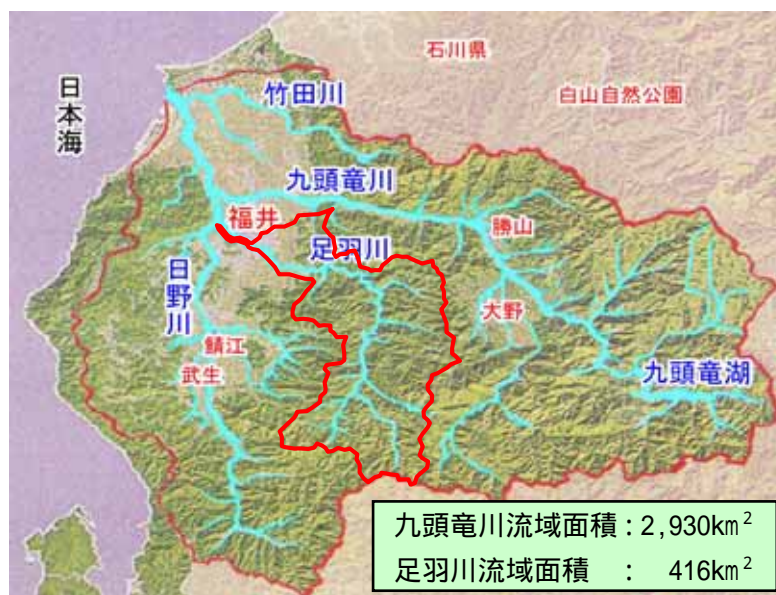 石川県
白山自然公園
日本海
竹田川
九頭竜川
福井
勝山
足羽川
日野川
大野
鯖江
武生
九頭竜湖
九頭竜川流域面積：2,930km²
足羽川流域面積　：　416km²